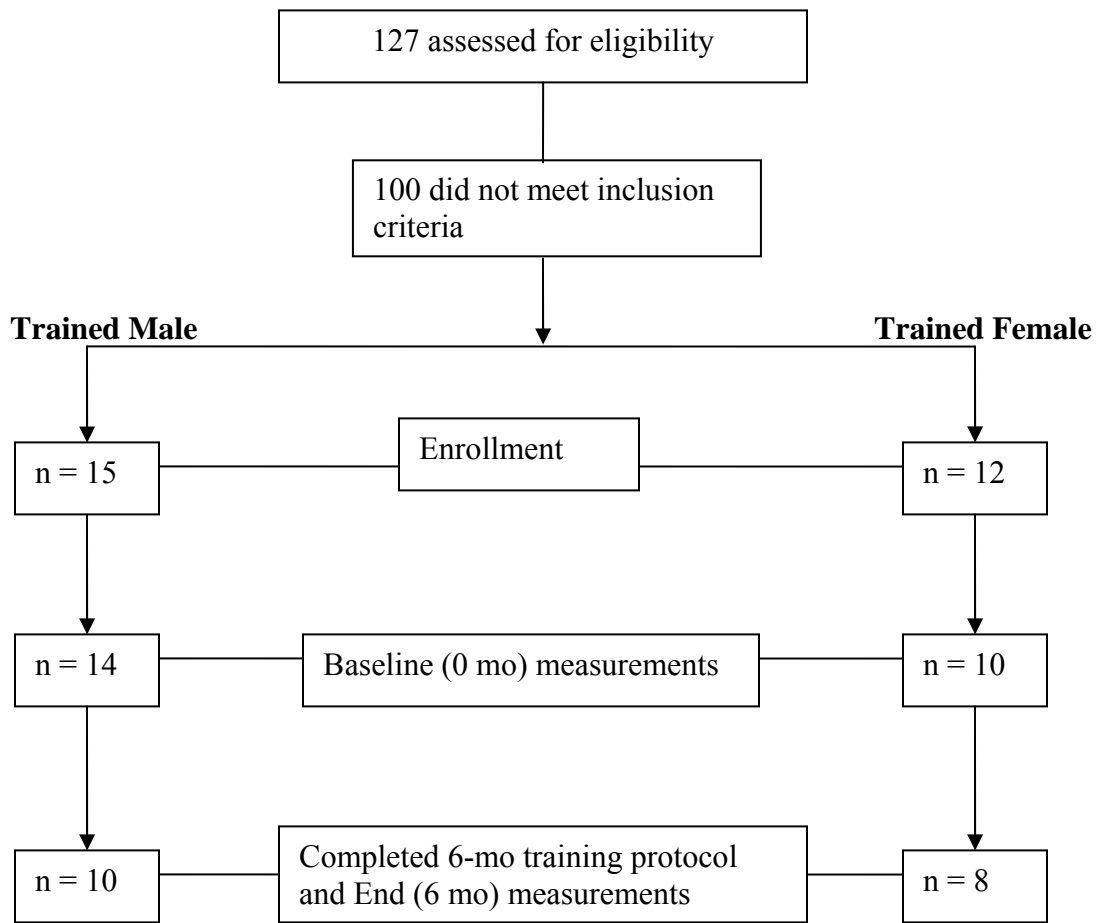 127 assessed for eligibility
100 did not meet inclusion
criteria
Trained Male
Trained Female
n = 15
Enrollment
n = 12
n = 14
Baseline (0 mo) measurements
n = 10
n = 10
Completed 6-mo training protocol
and End (6 mo) measurements
n = 8